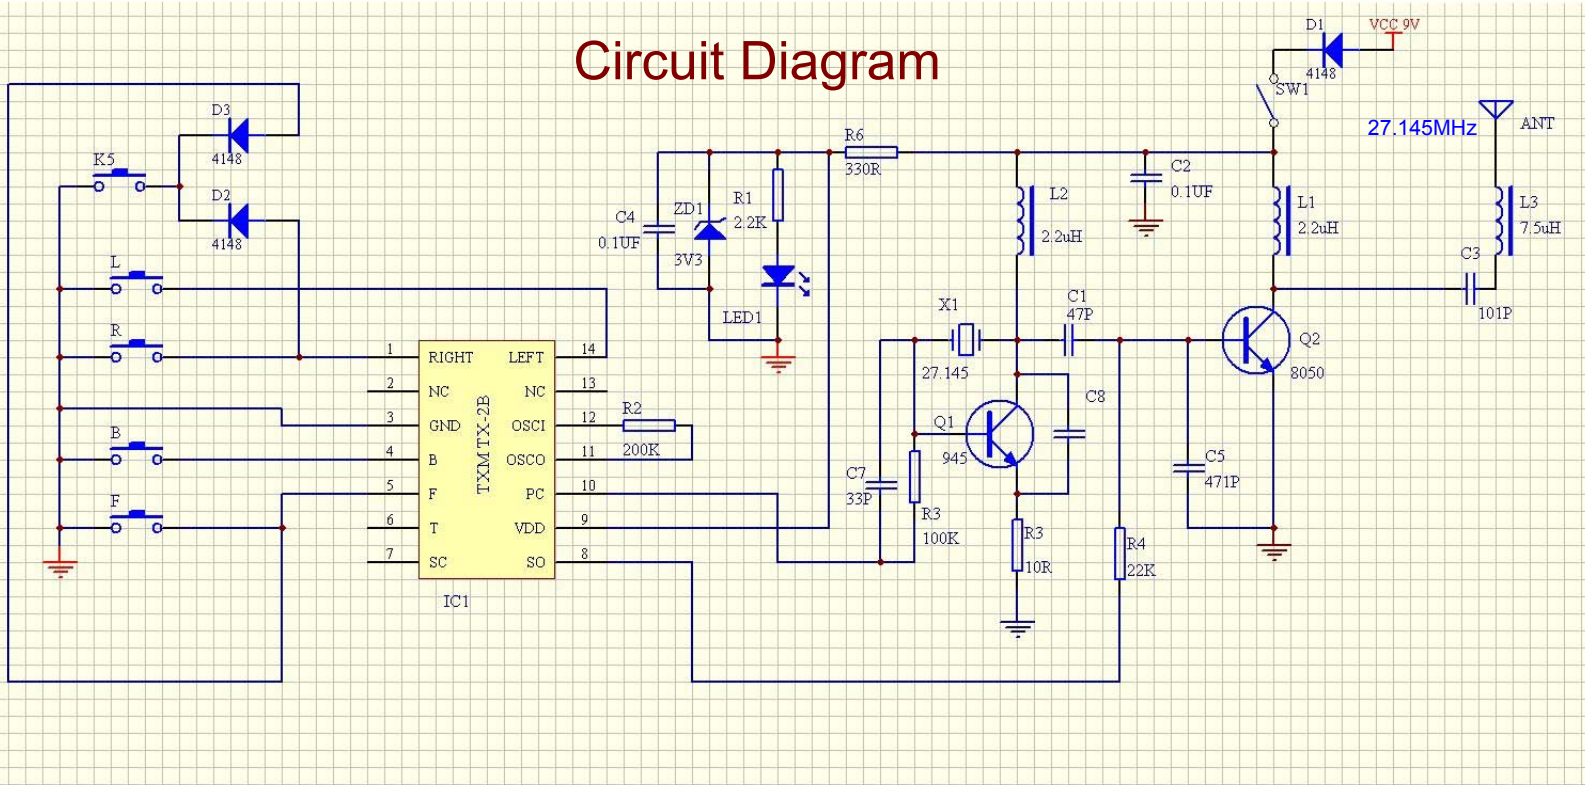 Circuit Diagram
D1
VCC 9V
4148
SW1
27.145MHz
ANT
D3
4148
K5
D2
4148
R6
330R
C2
0.1UF
L2
2.2uH
L1
2.2uH
L3
7.5uH
C3
101P
ZD1
R1
2.2K
C4
0.1UF
3V3
LED1
L
R
X1
27.145
C1
47P
Q2
8050
C8
Q1
945
1
RIGHT
LEFT
14
2
NC
NC
13
3
GND
OSCI
12
4
B
OSCO
11
5
F
PC
10
6
T
VDD
9
7
SC
SO
8
TXM TX-2B
IC1
R2
200K
B
F
C7
33P
R3
100K
R3
10R
R4
22K
C5
471P